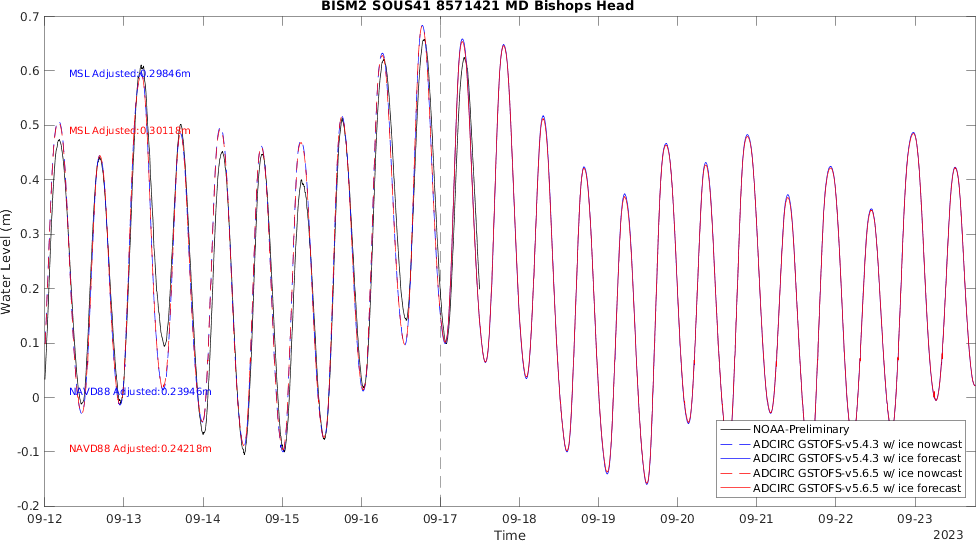 BISM2 SOUS41 8571421 MD Bishops Head
0.7
0.6
0.5
0.4
0.3
0.2
0.1
0
-0.1
-0.2
Water Level (m)
MSL Adjusted:0.29846m
MSL Adjusted:0.30118m
NAVD88 Adjusted:0.23946m
NAVD88 Adjusted:0.24218m
NOAA-Preliminary
ADCIRC GSTOFS-v5.4.3 w/ ice nowcast
ADCIRC GSTOFS-v5.4.3 w/ ice forecast
ADCIRC GSTOFS-v5.6.5 w/ ice nowcast
ADCIRC GSTOFS-v5.6.5 w/ ice forecast
09-12 09-13 09-14 09-15 09-16 09-17 09-18 09-19 09-20 09-21 09-22 09-23
2023
Time